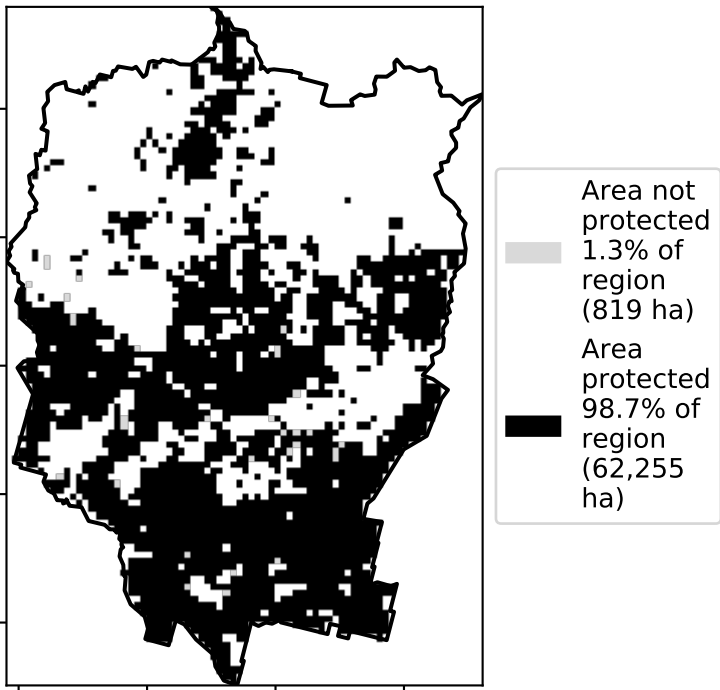 Area not
protected
1.3% of
region
(819 ha)
Area
protected
98.7% of
region
(62,255
ha)